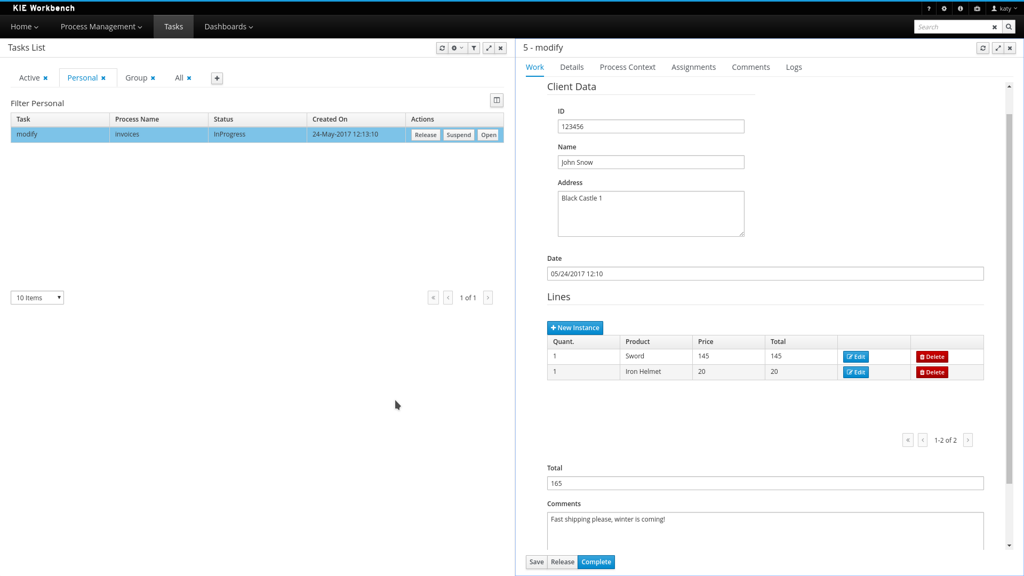 KIE Workbench
? katy
Home Process Management Tasks Dashboards Search
Tasks List
Active Personal Group All
Filter Personal
Task Process Name Status Created On Actions
modify invoices InProgress 24-May-2017 12:13:10 Release Suspend Open
10 Items 1 of 1
5 - modify
Work Details Process Context Assignments Comments Logs
Client Data
ID
123456
Name
John Snow
Address
Black Castle 1
Date
05/24/2017 12:10
Lines
+ New Instance
Quant. Product Price Total
1 Sword 145 145 Edit Delete
1 Iron Helmet 20 20 Edit Delete
1-2 of 2
Total
165
Comments
Fast shipping please, winter is coming!
Save Release Complete